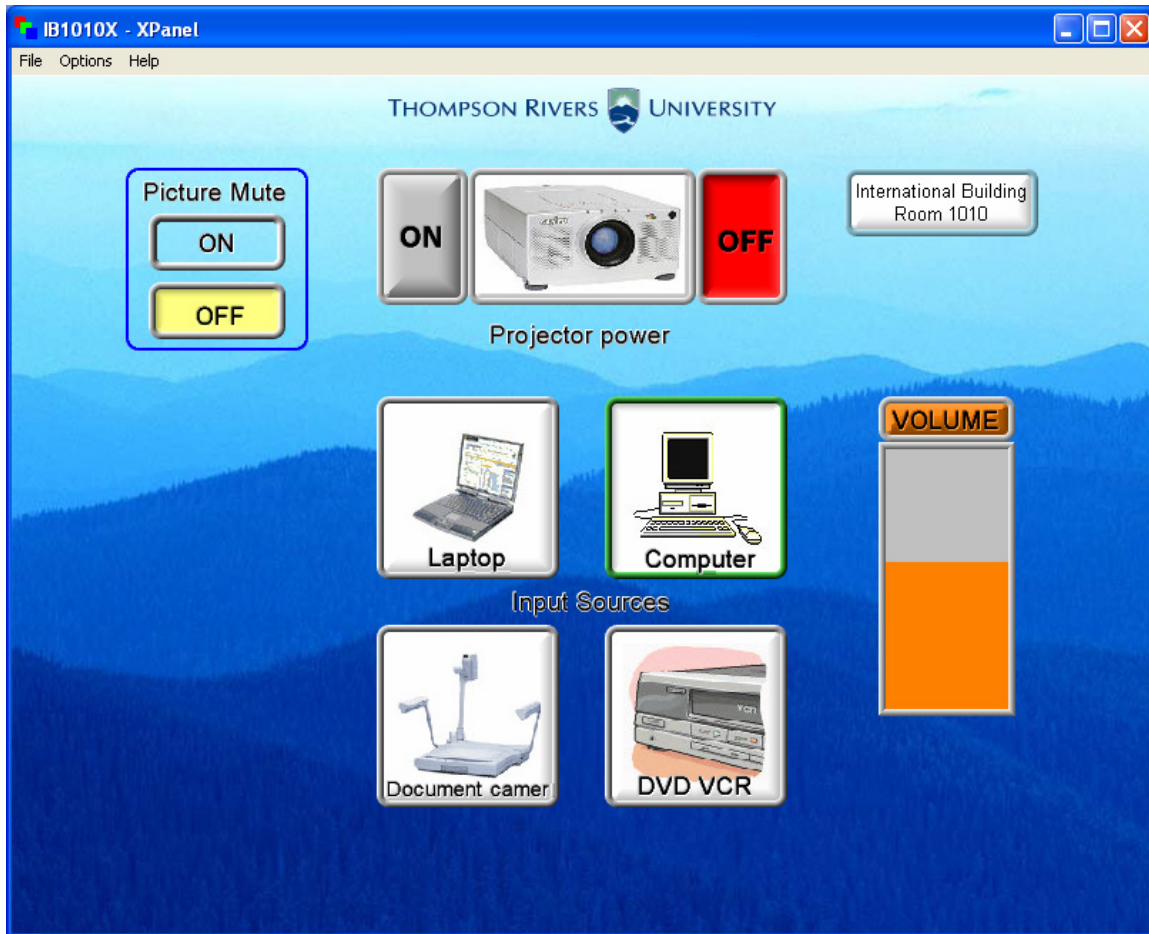 IB1010X - XPanel
File Options Help
THOMPSON RIVERS UNIVERSITY
Picture Mute
ON
OFF
ON
OFF
Projector power
International Building
Room 1010
Laptop
Computer
VOLUME
Input Sources
Document camer
DVD VCR
VCR